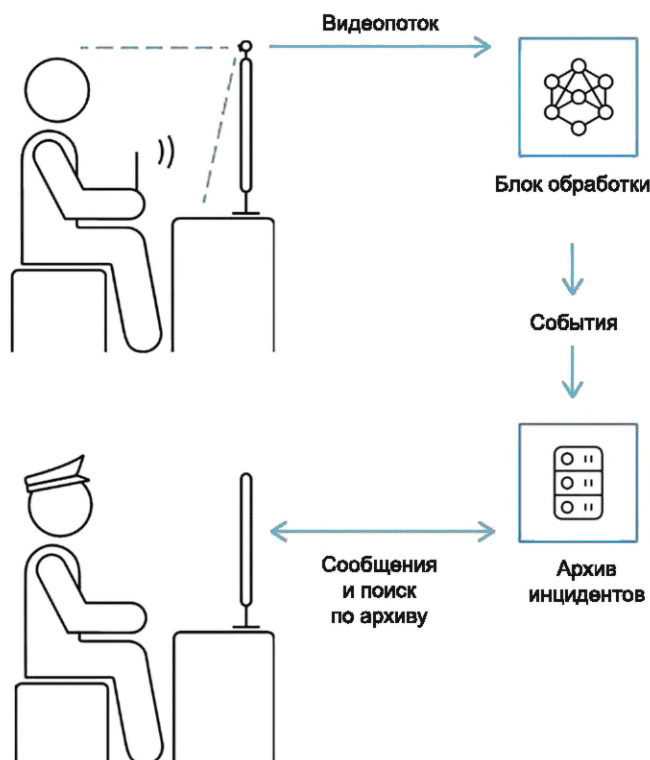 Видеопоток
Блок обработки
События
Сообщения
и поиск
по архиву
Архив
инцидентов